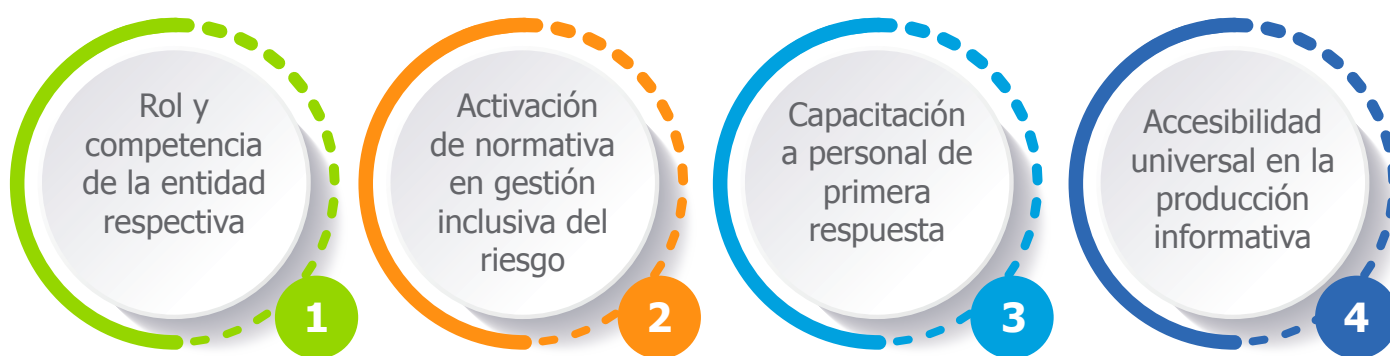 Rol y
competencia
de la entidad
respectiva
1
Activación
de normativa
en gestión
inclusiva del
riesgo
2
Capacitación
a personal de
primera
respuesta
3
Accesibilidad
universal en la
producción
informativa
4